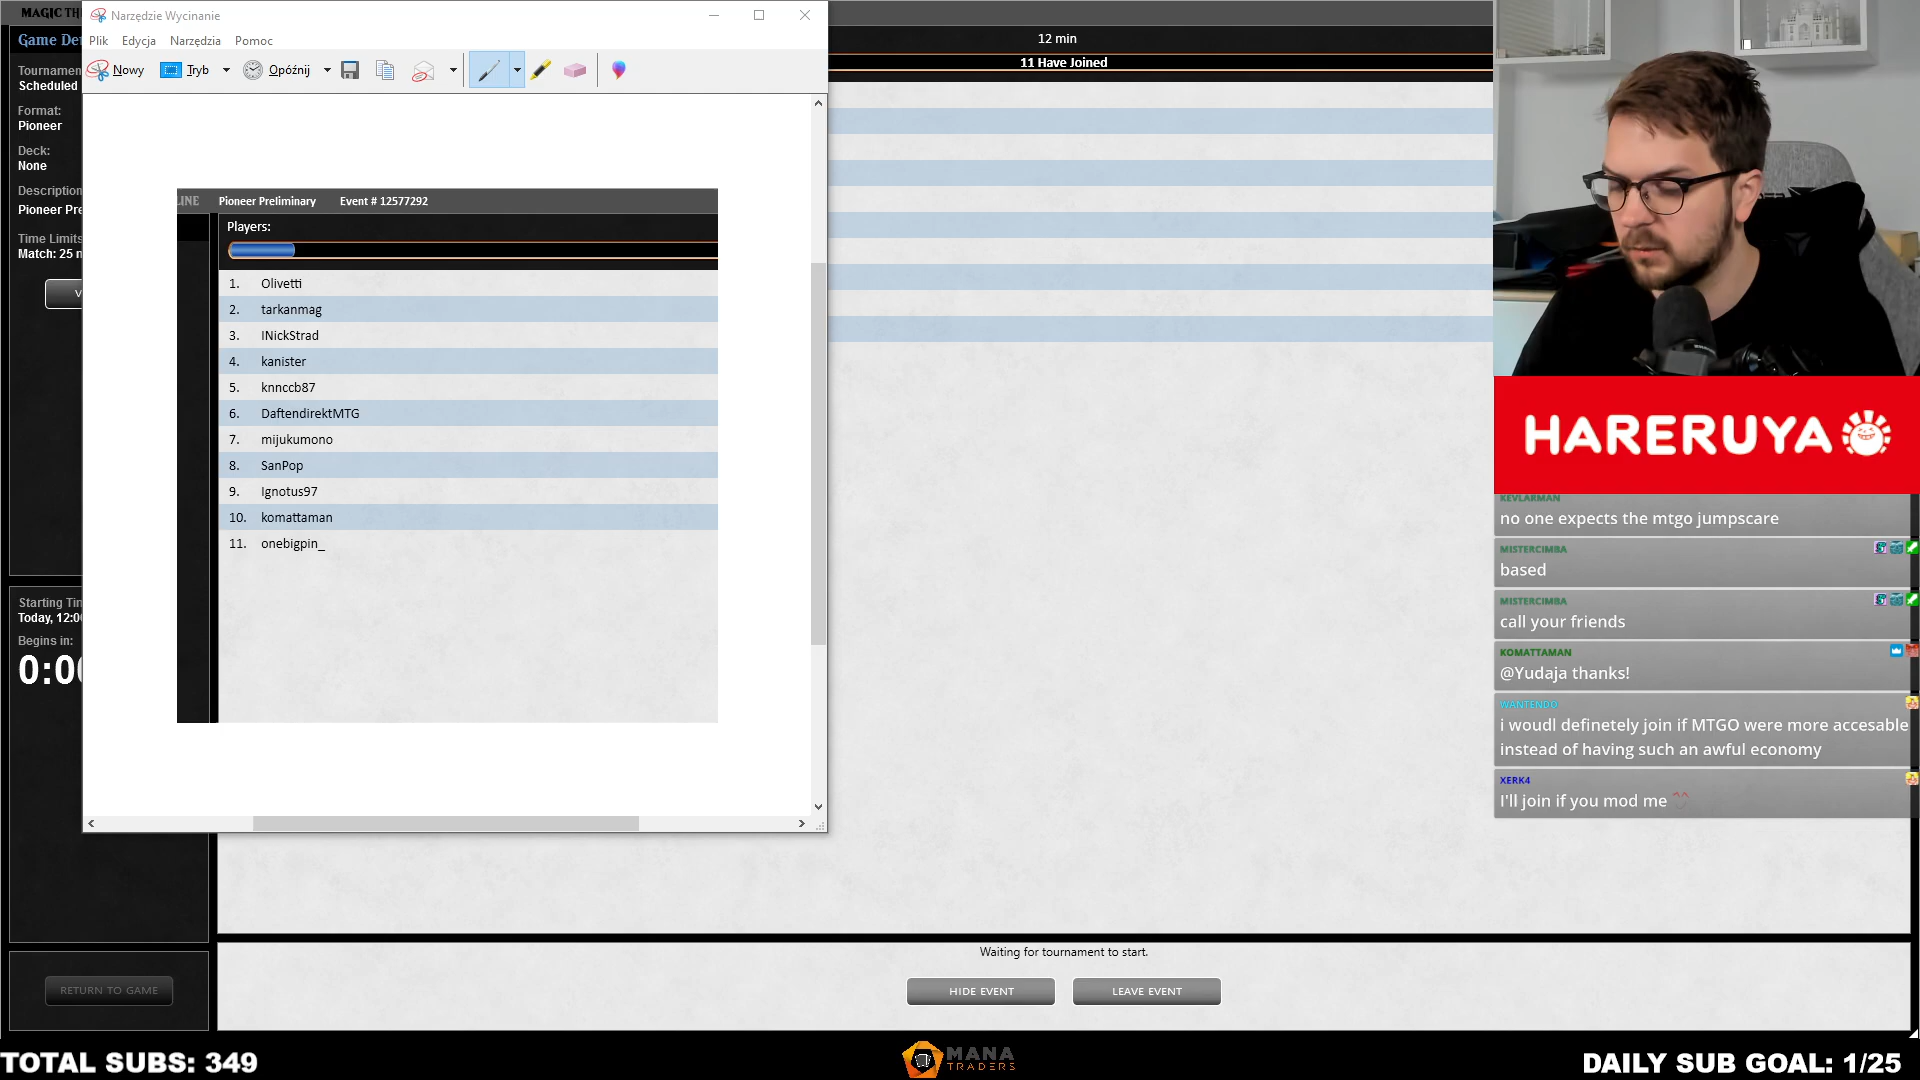 MAGIC TH
Narzędzie Wycinanie
Plik Edycja Narzędzia Pomoc
Nowy Tryb Opóźnij
12 min
11 Have Joined
Tournamen
Scheduled
Format:
Pioneer
Deck:
None
Description
Pioneer Pre
Time Limits
Match: 25 m
Pioneer Preliminary Event # 12577292
Players:
1. Olivetti
2. tarkanmag
3. INickStrad
4. kanister
5. knnccb87
6. DaftendirektMTG
7. mijukumono
8. SanPop
9. Ignotus97
10. komattaman
11. onebigpin_
Starting Tim
Today, 12:00
Begins in:
0:00
RETURN TO GAME
Waiting for tournament to start.
HIDE EVENT LEAVE EVENT
HARERUYA
KEVLARMAN
no one expects the mtgo jumpscare
MISTERCIMBA
based
MISTERCIMBA
call your friends
KOMATTAMAN
@Yudaja thanks!
WANTENDO
i woudl definetely join if MTGO were more accesable
instead of having such an awful economy
XERK4
I'll join if you mod me
TOTAL SUBS: 349
MANA
TRADERS
DAILY SUB GOAL: 1/25